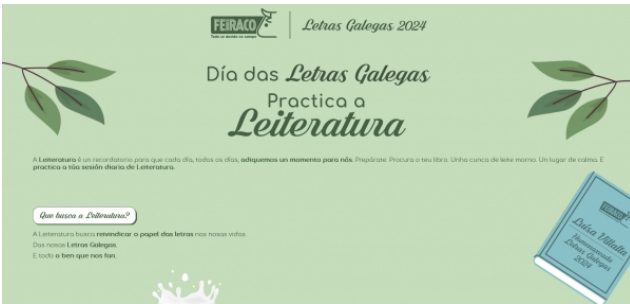 FEIRACO
Letras Galegas 2024
Día das Letras Galegas
Practica a
Leiteratura
A Leiteratura é un recordatorio para que cada día, todos os días, adiquemos un momento para nós. Prepárate. Procura o teu libro. Unha cunca de leite morno. Un lugar de calma. E
practica a túa sesión diaria de Leiteratura.
Que busca a Leiteratura?
A Leiteratura busca reivindicar o papel das letras nas nosas vidas.
Das nosas Letras Galegas.
E todo o ben que nos fan.
FEIRACO
Luísa Villalta
Homenaxeada
Letras Galegas
2024